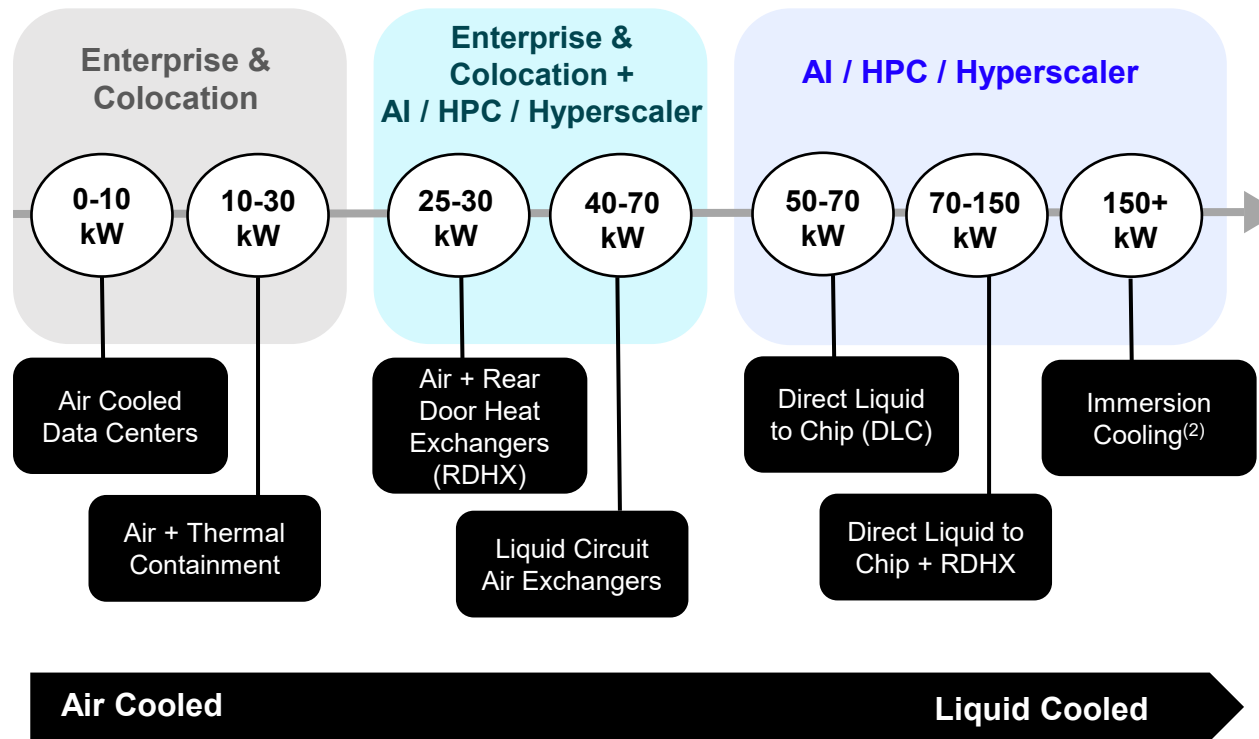 Enterprise &
Colocation
Enterprise &
Colocation +
AI / HPC / Hyperscaler
AI / HPC / Hyperscaler
0-10
kW
10-30
kW
25-30
kW
40-70
kW
50-70
kW
70-150
kW
150+
kW
Air Cooled
Data Centers
Air + Thermal
Containment
Air + Rear
Door Heat
Exchangers
(RDHX)
Liquid Circuit
Air Exchangers
Direct Liquid
to Chip (DLC)
Direct Liquid to
Chip + RDHX
Immersion
Cooling(2)
Air Cooled
Liquid Cooled